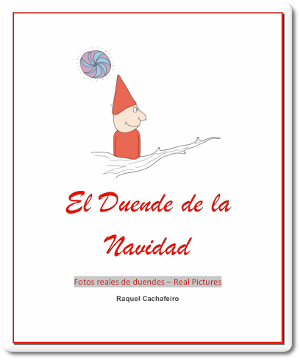 El Duende de la
Navidad
Fotos reales de duendes – Real Pictures
Raquel Cachafeiro